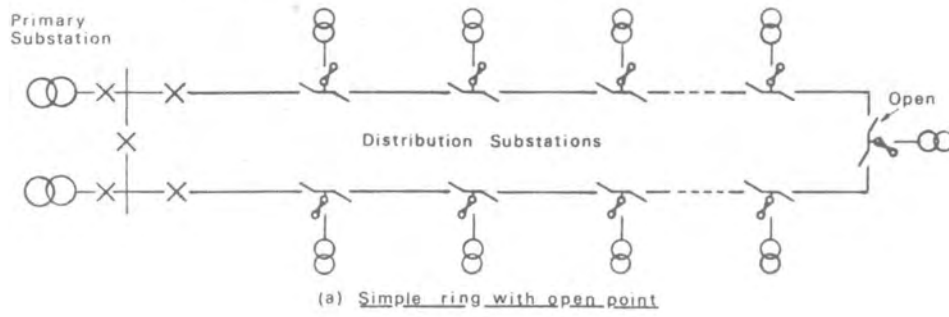 Primary
Substation
Open
Distribution Substations
(a) Simple ring with open point